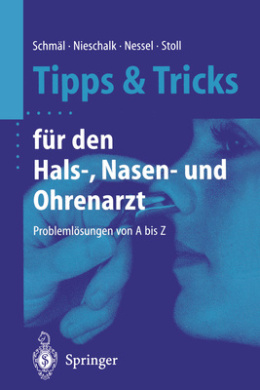 Schmäl · Nieschalk · Nessel · Stoll
Tipps & Tricks
für den
Hals-, Nasen- und
Ohrenarzt
Problemlösungen von A bis Z
Springer